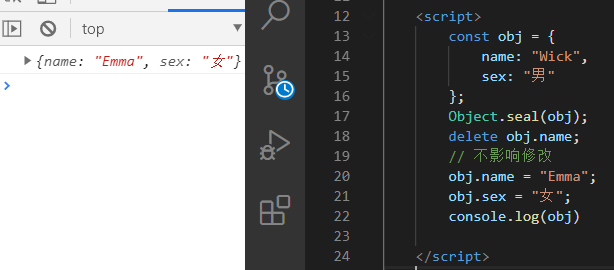 top
{name: "Emma", sex: "女"}
12 <script>
13 const obj = {
14 name: "Wick",
15 sex: "男"
16 };
17 Object.seal(obj);
18 delete obj.name;
19 // 不影响修改
20 obj.name = "Emma";
21 obj.sex = "女";
22 console.log(obj)
23
24 </script>